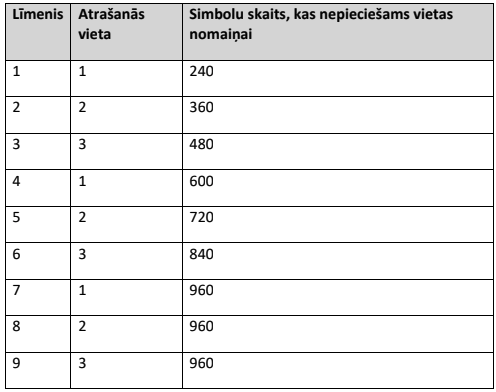 Līmenis Atrašanās vieta Simbolu skaits, kas nepieciešams vietas nomaiņai
1 1 240
2 2 360
3 3 480
4 1 600
5 2 720
6 3 840
7 1 960
8 2 960
9 3 960